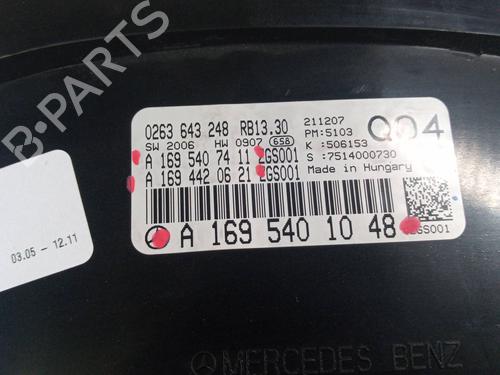 B-PARTS
0263 643 248 RB13.30
211207
SW 2006 HW 0907 658
PM:5103
Q04
K : 506153
A 169 540 74 11 ZGS001
S : 7514000730
A 169 442 06 21 ZGS001
Made in Hungary
A 169 540 10 48
ZGS001
03.05 - 12.11
MERCEDES BENZ